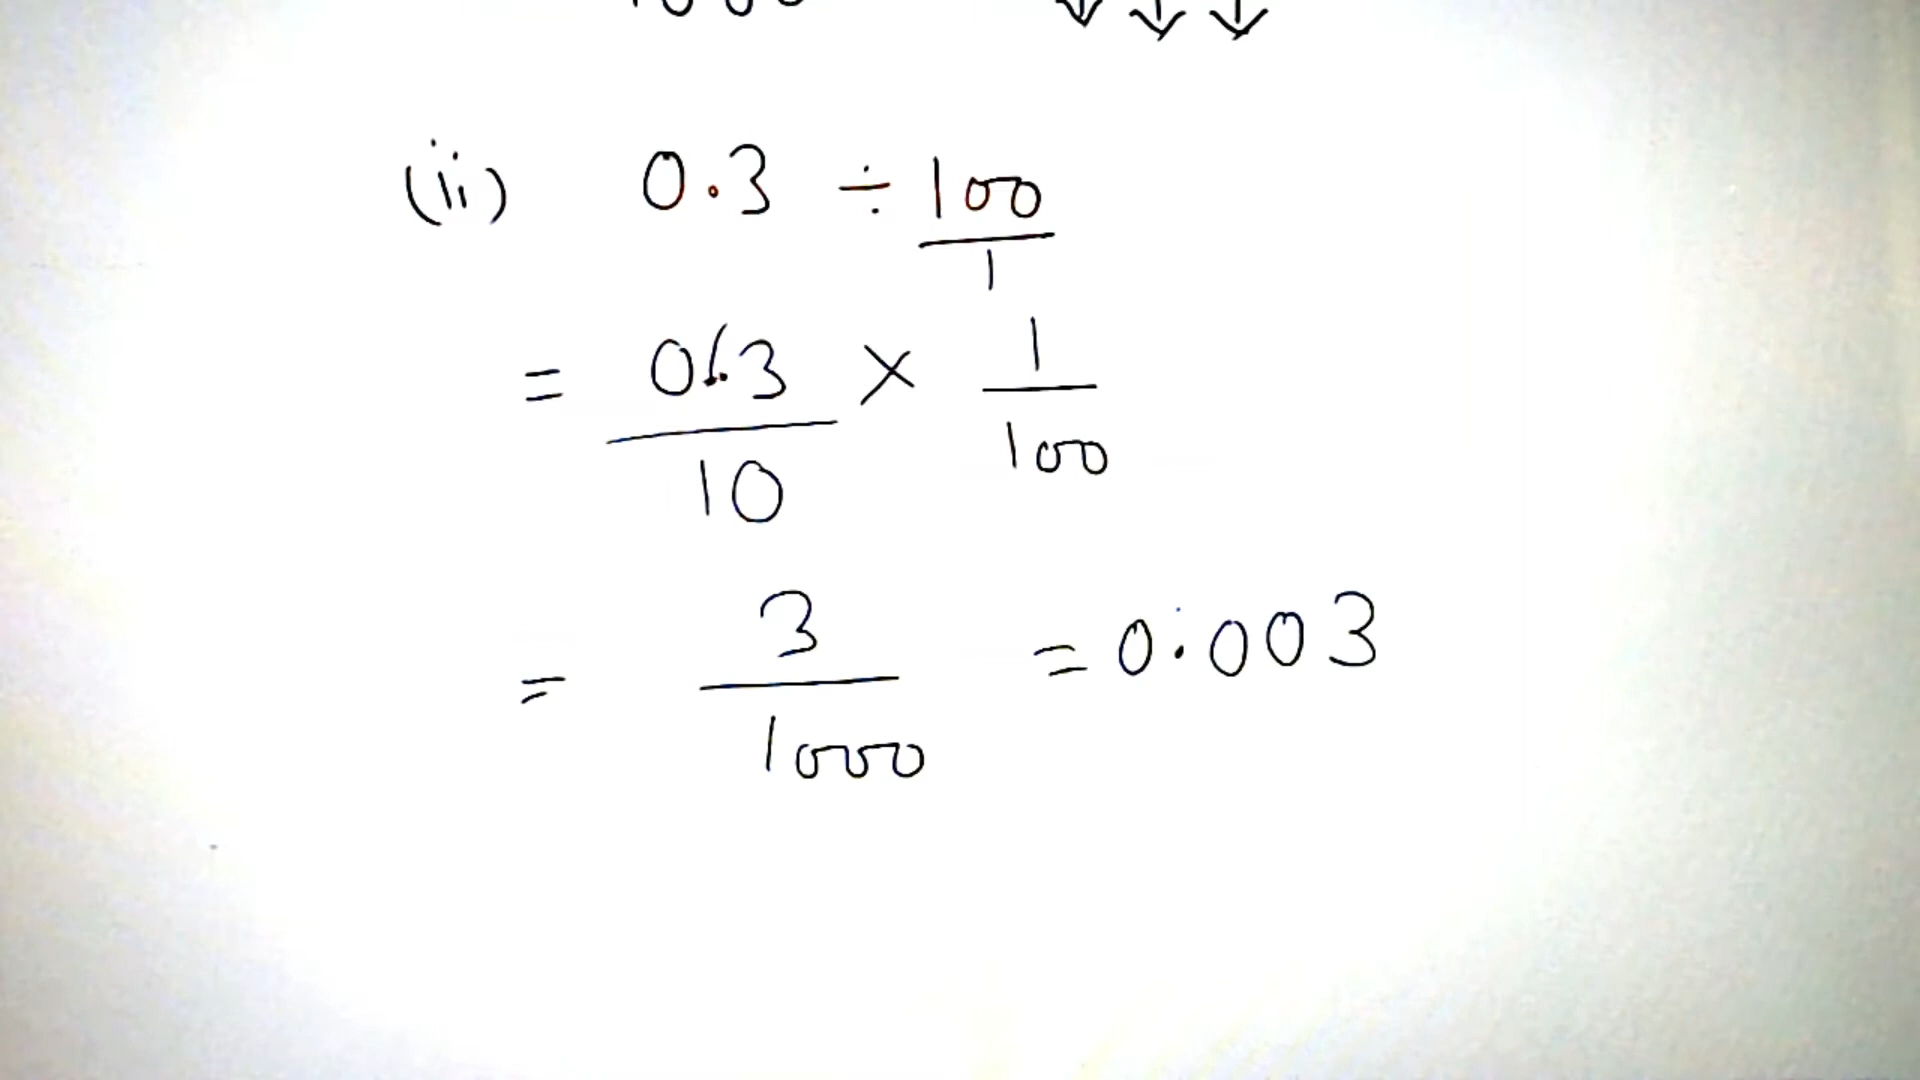 (ii) 0.3 ÷ 100/1
= 0.3/10 × 1/100
= 3/1000 = 0.003